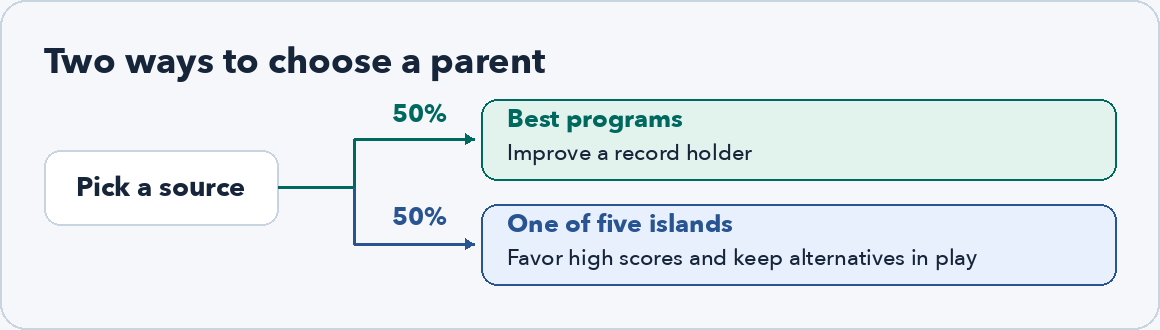 Two ways to choose a parent
50%
Best programs
Improve a record holder
Pick a source
50%
One of five islands
Favor high scores and keep alternatives in play